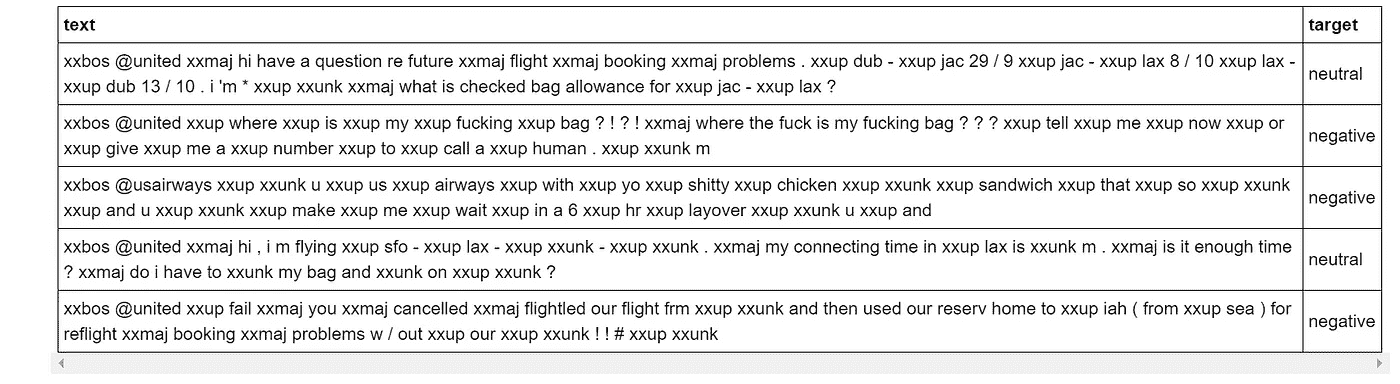 text target
xxbos @united xxmaj hi have a question re future xxmaj flight xxmaj booking xxmaj problems . xxup dub - xxup jac 29 / 9 xxup jac - xxup lax 8 / 10 xxup lax -
xxup dub 13 / 10 . i 'm * xxup xxunk xxmaj what is checked bag allowance for xxup jac - xxup lax ?
neutral
xxbos @united xxup where xxup is xxup my xxup fucking xxup bag ? ! ? ! xxmaj where the fuck is my fucking bag ? ? ? xxup tell xxup me xxup now xxup or
xxup give xxup me a xxup number xxup to xxup call a xxup human . xxup xxunk m
negative
xxbos @usairways xxup xxunk u xxup us xxup airways xxup with xxup yo xxup shitty xxup chicken xxup xxunk xxup sandwich xxup that xxup so xxup xxunk
xxup and u xxup xxunk xxup make xxup me xxup wait xxup in a 6 xxup hr xxup layover xxup xxunk u xxup and
negative
xxbos @united xxmaj hi , i m flying xxup sfo - xxup lax - xxup xxunk - xxup xxunk . xxmaj my connecting time in xxup lax is xxunk m . xxmaj is it enough time
? xxmaj do i have to xxunk my bag and xxunk on xxup xxunk ?
neutral
xxbos @united xxup fail xxmaj you xxmaj cancelled xxmaj flightled our flight frm xxup xxunk and then used our reserv home to xxup iah ( from xxup sea ) for
reflight xxmaj booking xxmaj problems w / out xxup our xxup xxunk ! ! # xxup xxunk
negative